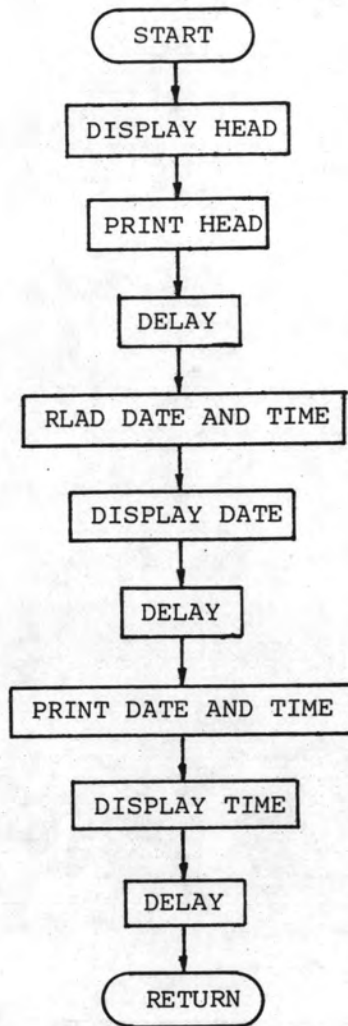 START
DISPLAY HEAD
PRINT HEAD
DELAY
RLAD DATE AND TIME
DISPLAY DATE
DELAY
PRINT DATE AND TIME
DISPLAY TIME
DELAY
RETURN